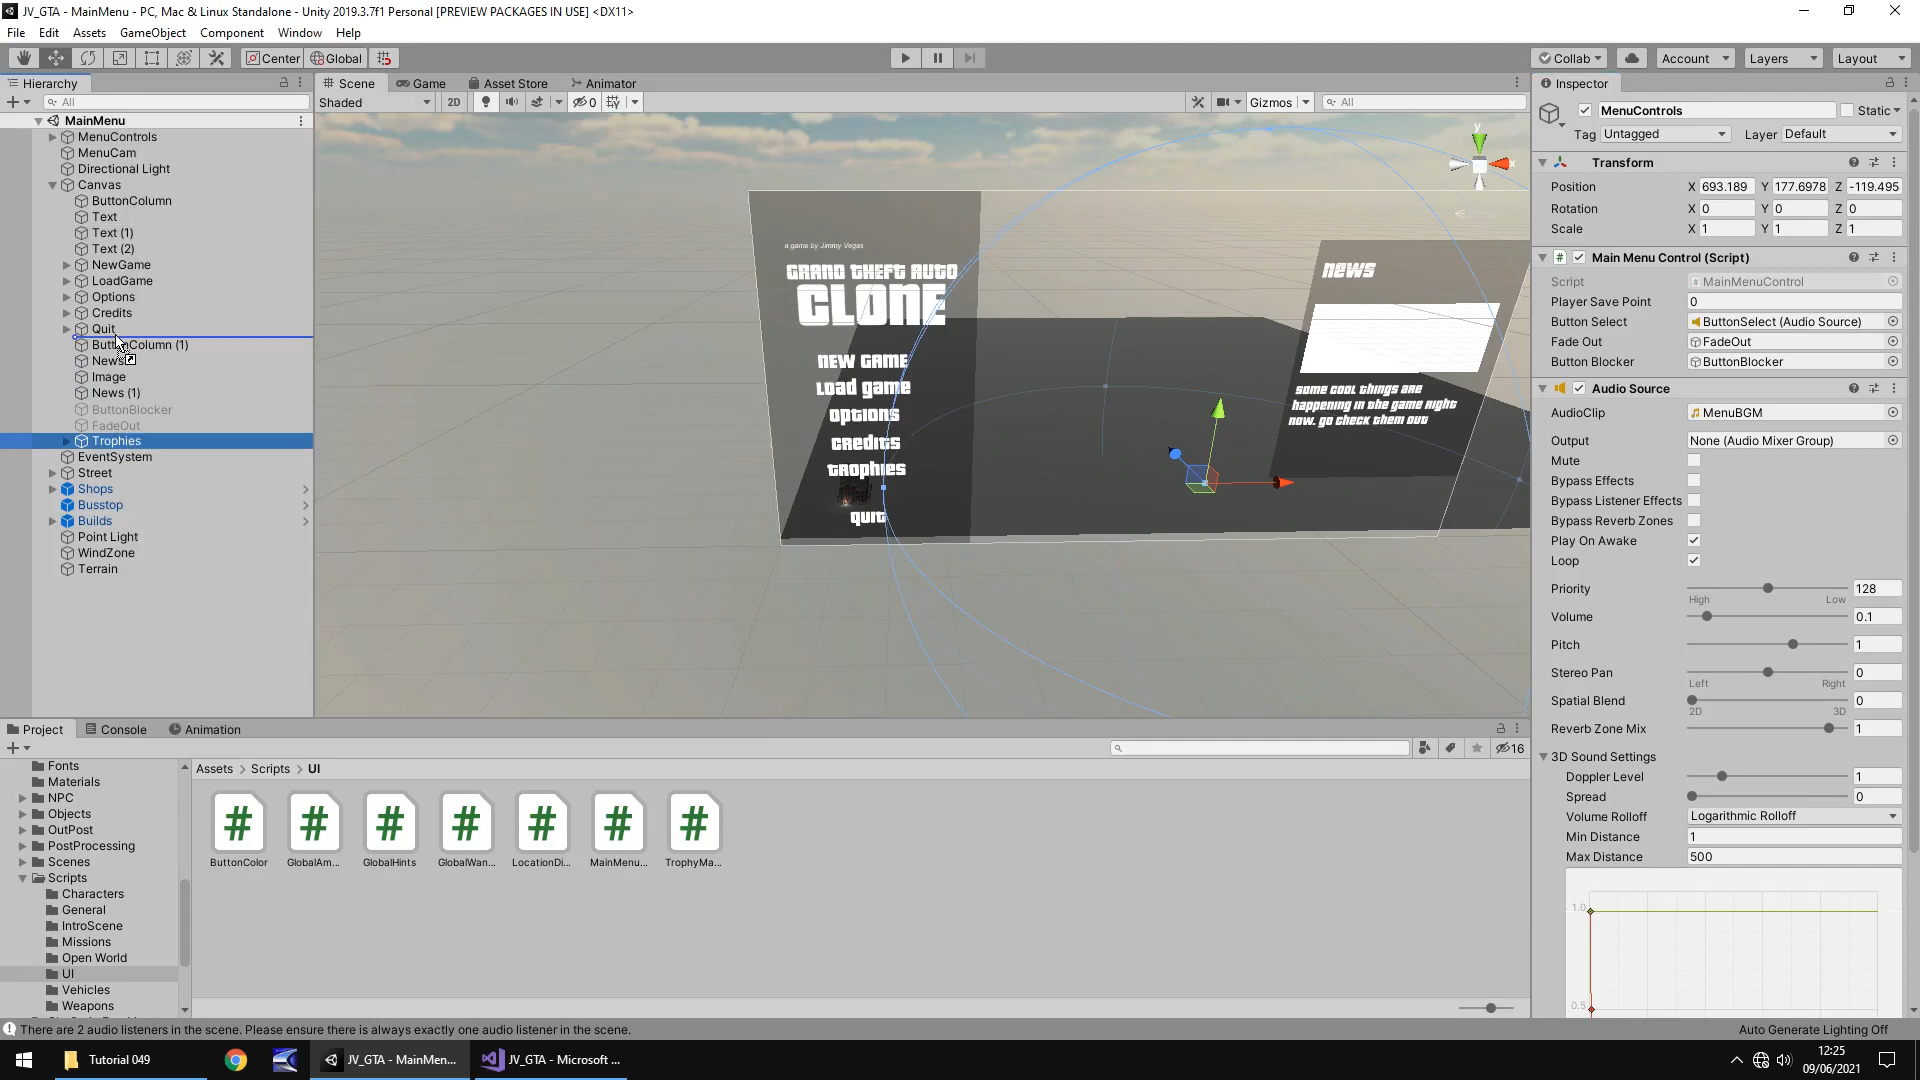 JV_GTA - MainMenu - PC, Mac & Linux Standalone - Unity 2019.3.7f1 Personal [PREVIEW PACKAGES IN USE] <DX11>
File Edit Assets GameObject Component Window Help
Center Global Collab Account Layers Layout
Hierarchy
All
MainMenu
MenuControls
MenuCam
Directional Light
Canvas
ButtonColumn
Text
Text (1)
Text (2)
NewGame
LoadGame
Options
Credits
Quit
ButtonColumn (1)
News
Image
News (1)
ButtonBlocker
FadeOut
Trophies
EventSystem
Street
Shops
Busstop
Builds
Point Light
WindZone
Terrain
Scene Game Asset Store Animator
Shaded 2D 0 Gizmos All
y
x
a game by Jimmy Vegas
GRAND THEFT AUTO
CLONE
NEW GAME
LOAD GAME
OPTIONS
CREDITS
TROPHIES
QUIT
NEWS
SOME COOL THINGS ARE
HAPPENING IN THE GAME RIGHT
NOW. GO CHECK THEM OUT
Inspector
MenuControls Static
Tag Untagged Layer Default
Transform
Position X 693.189 Y 177.6978 Z -119.495
Rotation X 0 Y 0 Z 0
Scale X 1 Y 1 Z 1
Main Menu Control (Script)
Script MainMenuControl
Player Save Point 0
Button Select ButtonSelect (Audio Source)
Fade Out FadeOut
Button Blocker ButtonBlocker
Audio Source
AudioClip MenuBGM
Output None (Audio Mixer Group)
Mute
Bypass Effects
Bypass Listener Effects
Bypass Reverb Zones
Play On Awake
Loop
Priority 128
High Low
Volume 0.1
Pitch 1
Stereo Pan 0
Left Right
Spatial Blend 0
2D 3D
Reverb Zone Mix 1
3D Sound Settings
Doppler Level 1
Spread 0
Volume Rolloff Logarithmic Rolloff
Min Distance 1
Max Distance 500
1.0
0.5
Project Console Animation
16
Fonts
Materials
NPC
Objects
OutPost
PostProcessing
Scenes
Scripts
Characters
General
IntroScene
Missions
Open World
UI
Vehicles
Weapons
Assets > Scripts > UI
ButtonColor GlobalAm... GlobalHints GlobalWan... LocationDi... MainMenu... TrophyMa...
There are 2 audio listeners in the scene. Please ensure there is always exactly one audio listener in the scene.
Auto Generate Lighting Off
Tutorial 049
JV_GTA - MainMen...
JV_GTA - Microsoft ...
12:25
09/06/2021